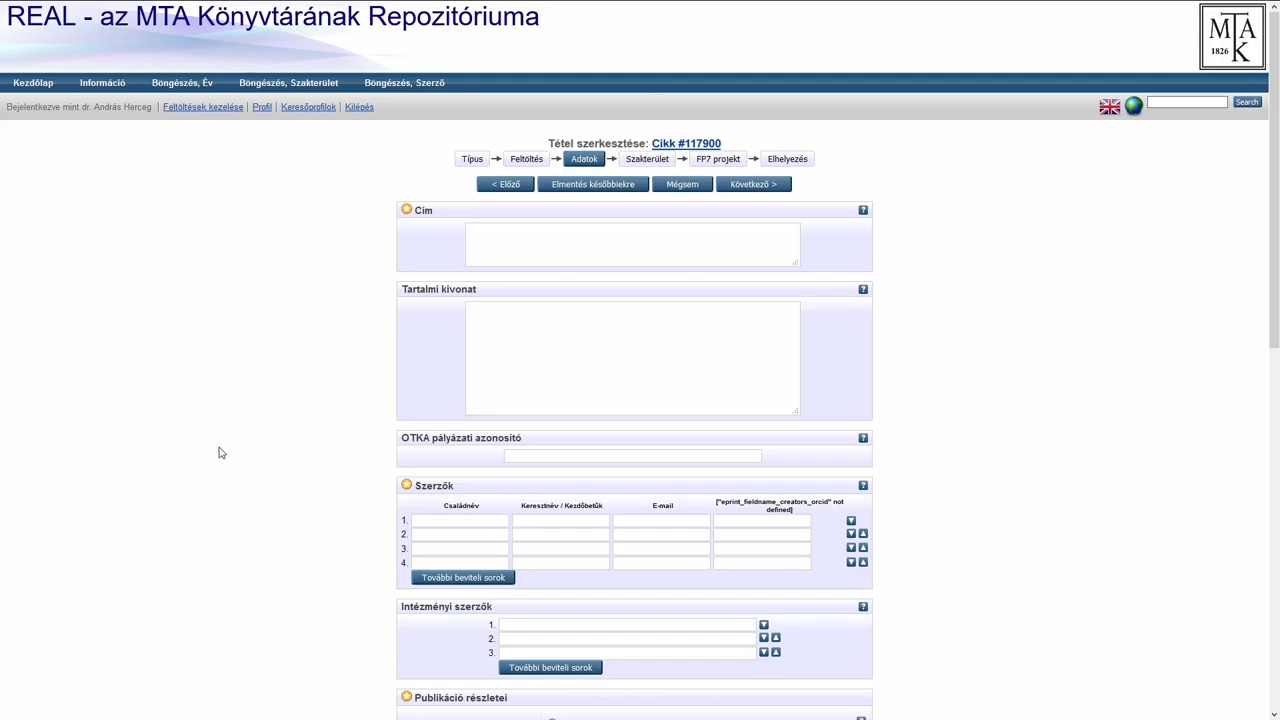 REAL - az MTA Könyvtárának Repozitóriuma
MTA K 1826
Kezdőlap Információ Böngészés, Év Böngészés, Szakterület Böngészés, Szerző
Bejelentkezve mint dr. András Herceg | Feltöltések kezelése | Profil | Keresőprofilok | Kilépés
Search
Tétel szerkesztése: Cikk #117900
Típus → Feltöltés → Adatok → Szakterület → FP7 projekt → Elhelyezés
< Előző Elmentés későbbiekre Mégsem Következő >
Cím ?
Tartalmi kivonat ?
OTKA pályázati azonosító ?
Szerzők ?
Családnév Keresztnév / Kezdőbetűk E-mail ["eprint_fieldname_creators_orcid" not
defined]
1.
2.
3.
4.
További beviteli sorok
Intézményi szerzők ?
1.
2.
3.
További beviteli sorok
Publikáció részletei ?